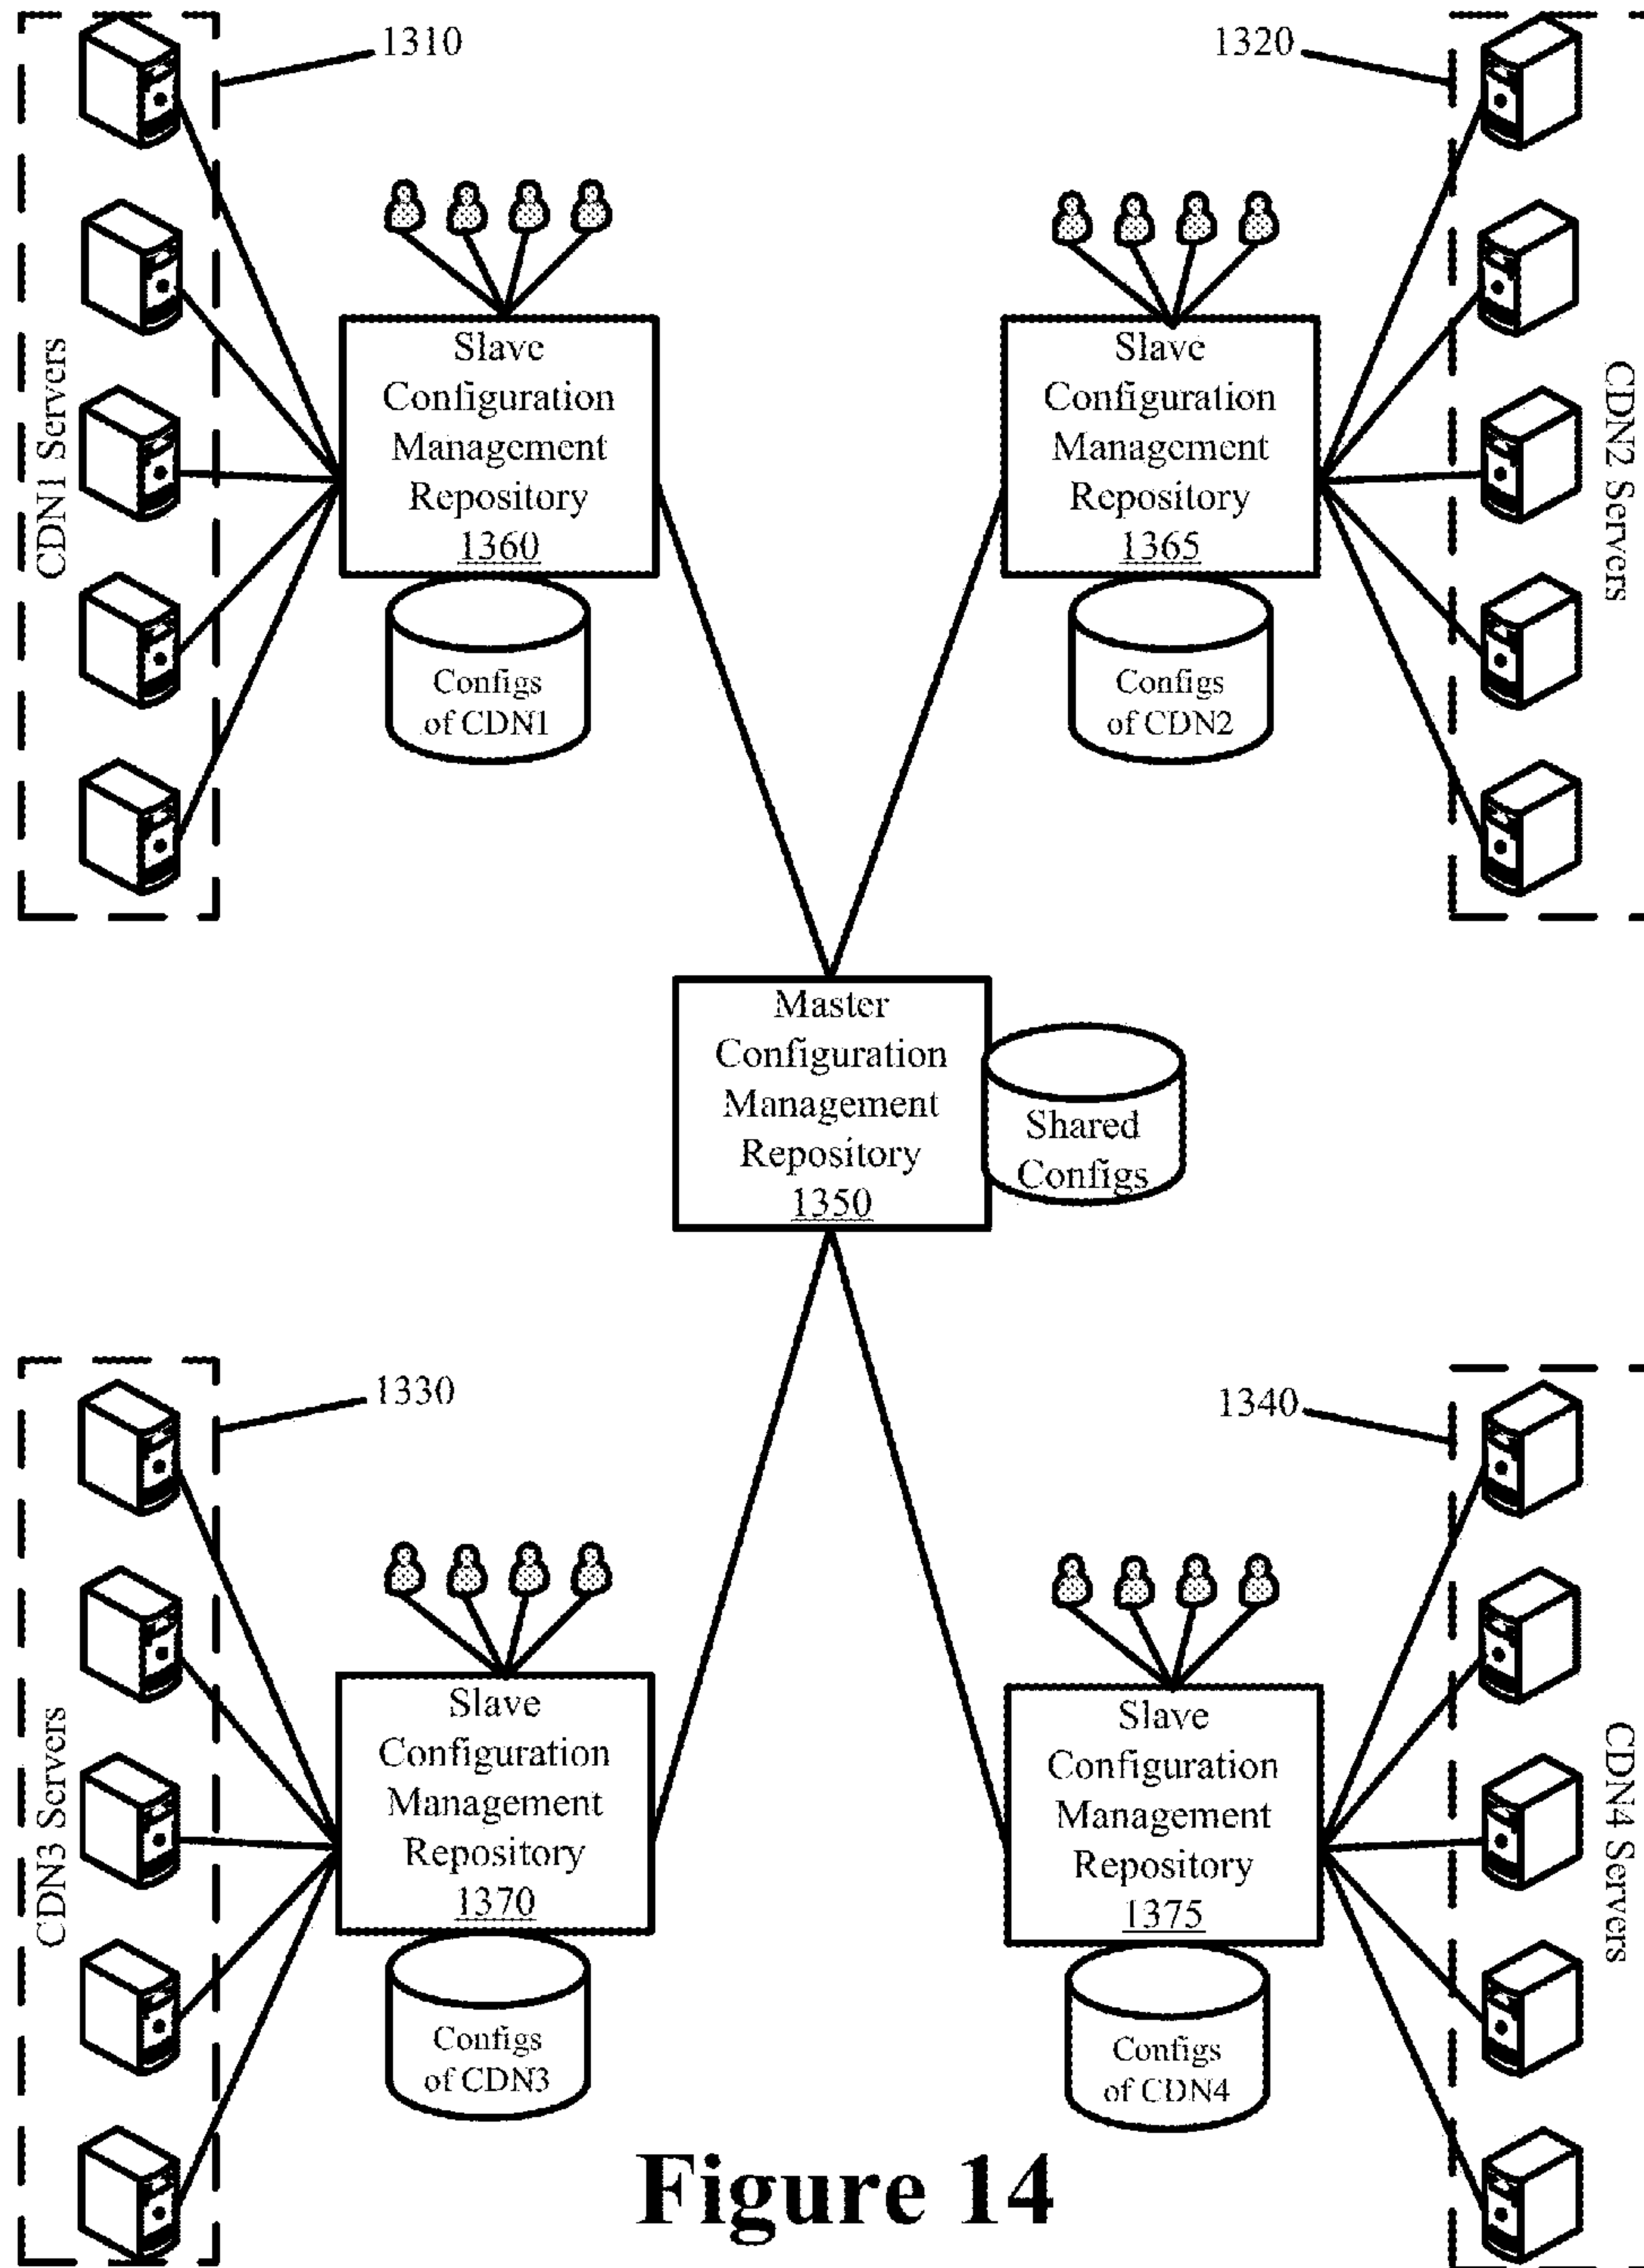 1310
1320
CDN1 Servers
Slave
Configuration
Management
Repository
1360
Configs
of CDN1
Slave
Configuration
Management
Repository
1365
Configs
of CDN2
CDN2 Servers
Master
Configuration
Management
Repository
1350
Shared
Configs
1330
1340
CDN3 Servers
Slave
Configuration
Management
Repository
1370
Configs
of CDN3
Slave
Configuration
Management
Repository
1375
Configs
of CDN4
CDN4 Servers
Figure 14